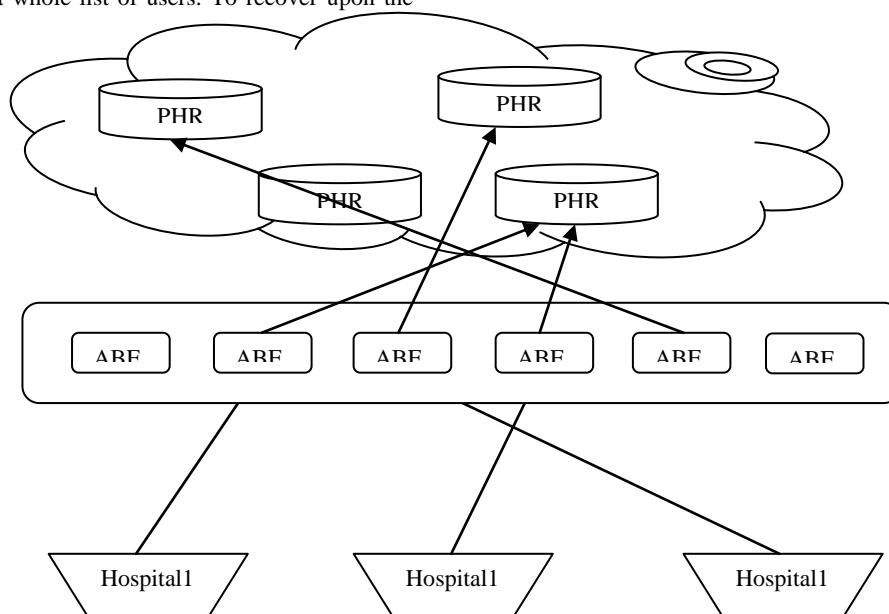 whole list of users. To recover upon the
PHR
PHR
PHR
PHR
ABE
ABE
ABE
ABE
ABE
ABE
Hospital1
Hospital1
Hospital1